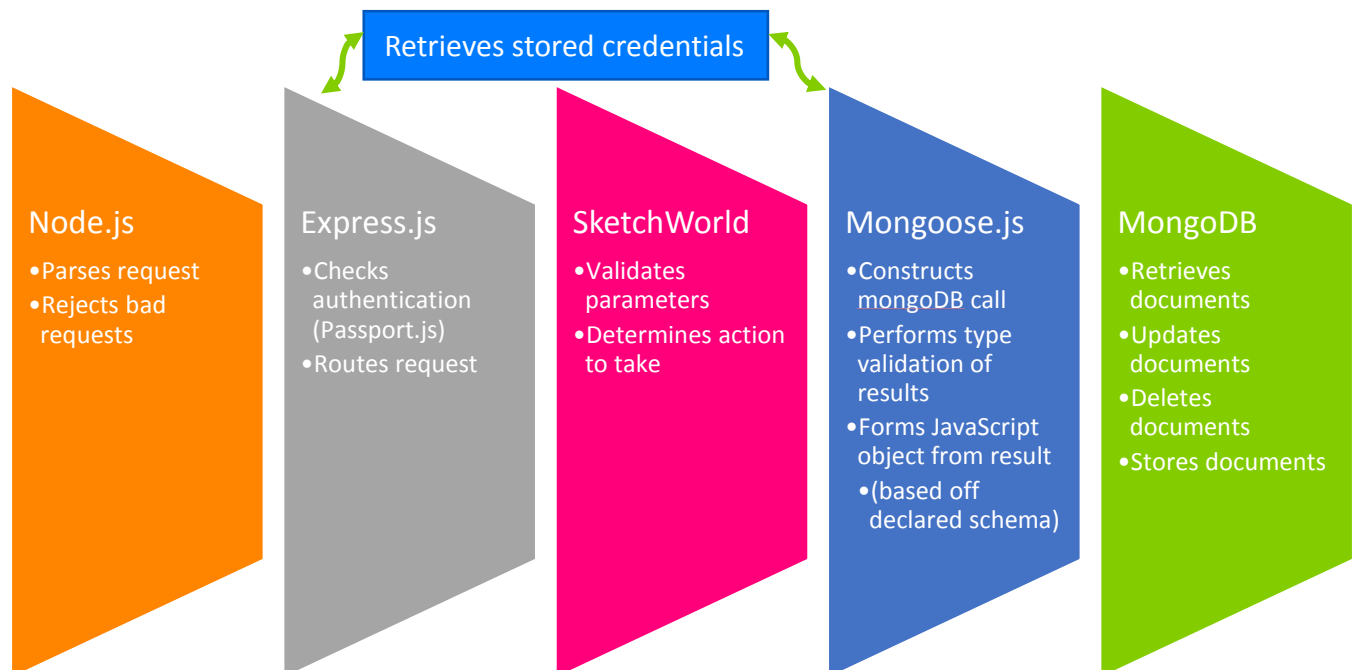 Retrieves stored credentials
Node.js
•Parses request
•Rejects bad
requests
Express.js
•Checks
authentication
(Passport.js)
•Routes request
SketchWorld
•Validates
parameters
•Determines action
to take
Mongoose.js
•Constructs
mongoDB call
•Performs type
validation of
results
•Forms JavaScript
object from result
•(based off
declared schema)
MongoDB
•Retrieves
documents
•Updates
documents
•Deletes
documents
•Stores documents